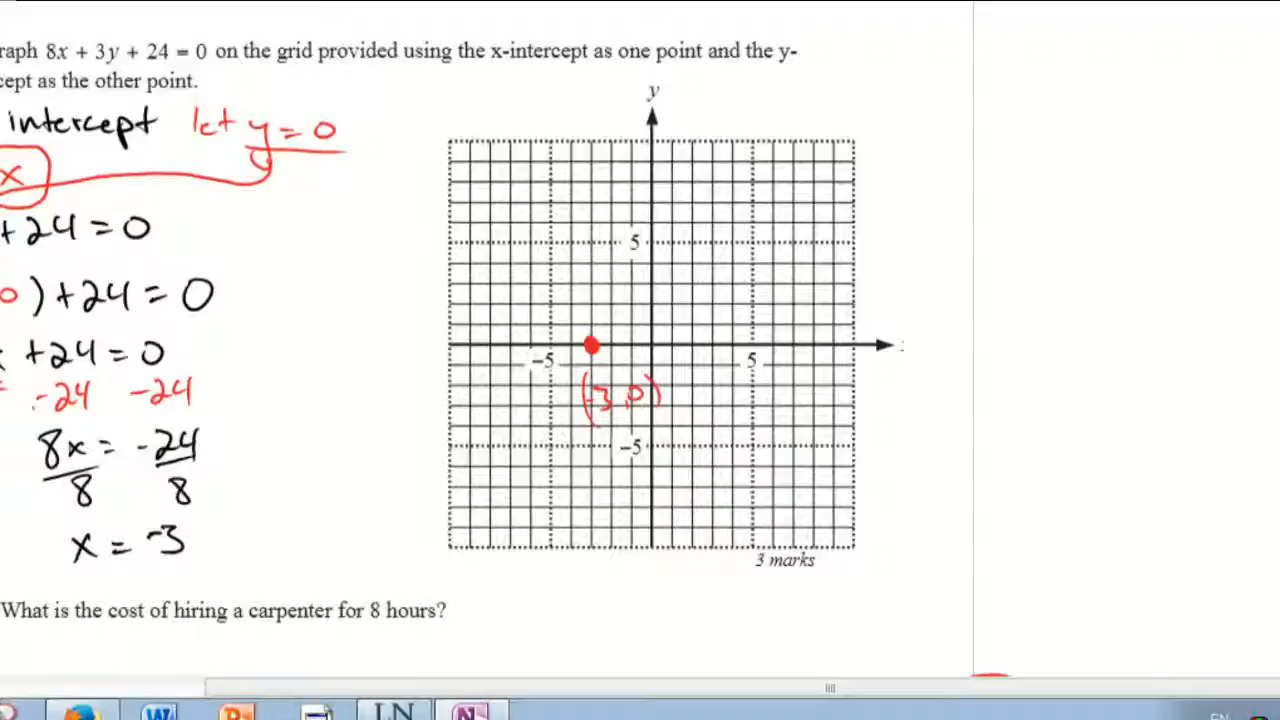 raph 8x + 3y + 24 = 0 on the grid provided using the x-intercept as one point and the y-
cept as the other point.
intercept let y = 0
x
+24 = 0
0 ) +24 = 0
+24 = 0
-24 -24
8x = -24
8 8
x = -3
y
5
-5 5
(-3,0)
-5
3 marks
What is the cost of hiring a carpenter for 8 hours?
LN
EN